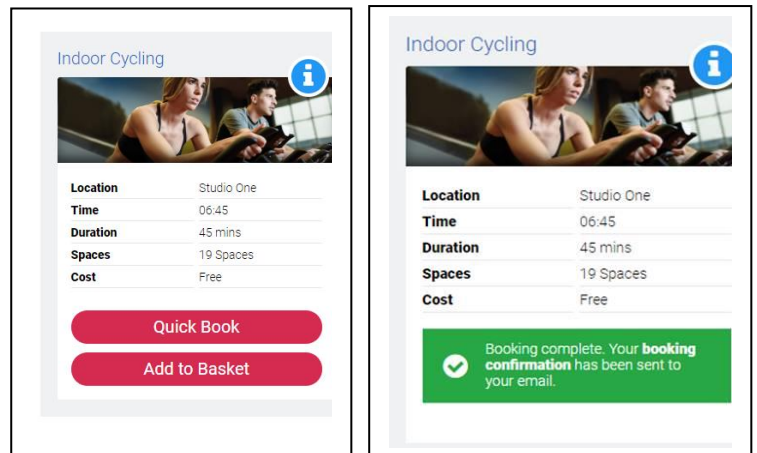 Indoor Cycling
Location Studio One
Time 06:45
Duration 45 mins
Spaces 19 Spaces
Cost Free
Quick Book
Add to Basket
Indoor Cycling
Location Studio One
Time 06:45
Duration 45 mins
Spaces 19 Spaces
Cost Free
Booking complete. Your booking
confirmation has been sent to
your email.